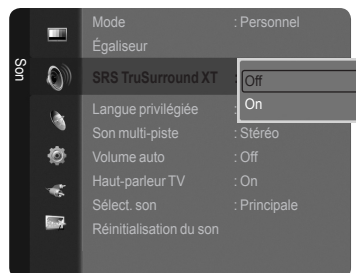 Son
Mode : Personnel
Égaliseur
SRS TruSurround XT :
Off
On
Langue privilégiée :
Son multi-piste : Stéréo
Volume auto : Off
Haut-parleur TV : On
Sélect. son : Principale
Réinitialisation du son